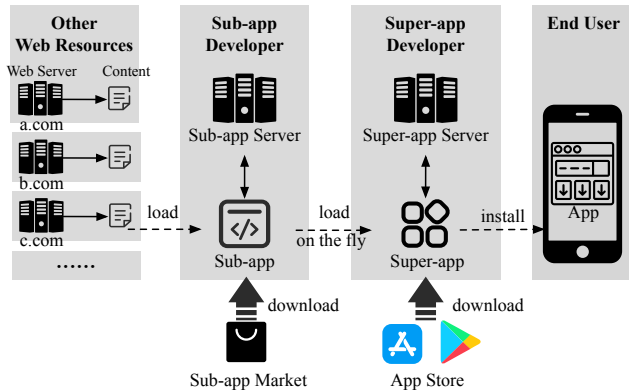 Other
Web Resources
Web Server
Content
a.com
b.com
c.com
......
load
Sub-app
Developer
Sub-app Server
Sub-app
download
Sub-app Market
load
on the fly
Super-app
Developer
Super-app Server
Super-app
download
App Store
install
End User
App